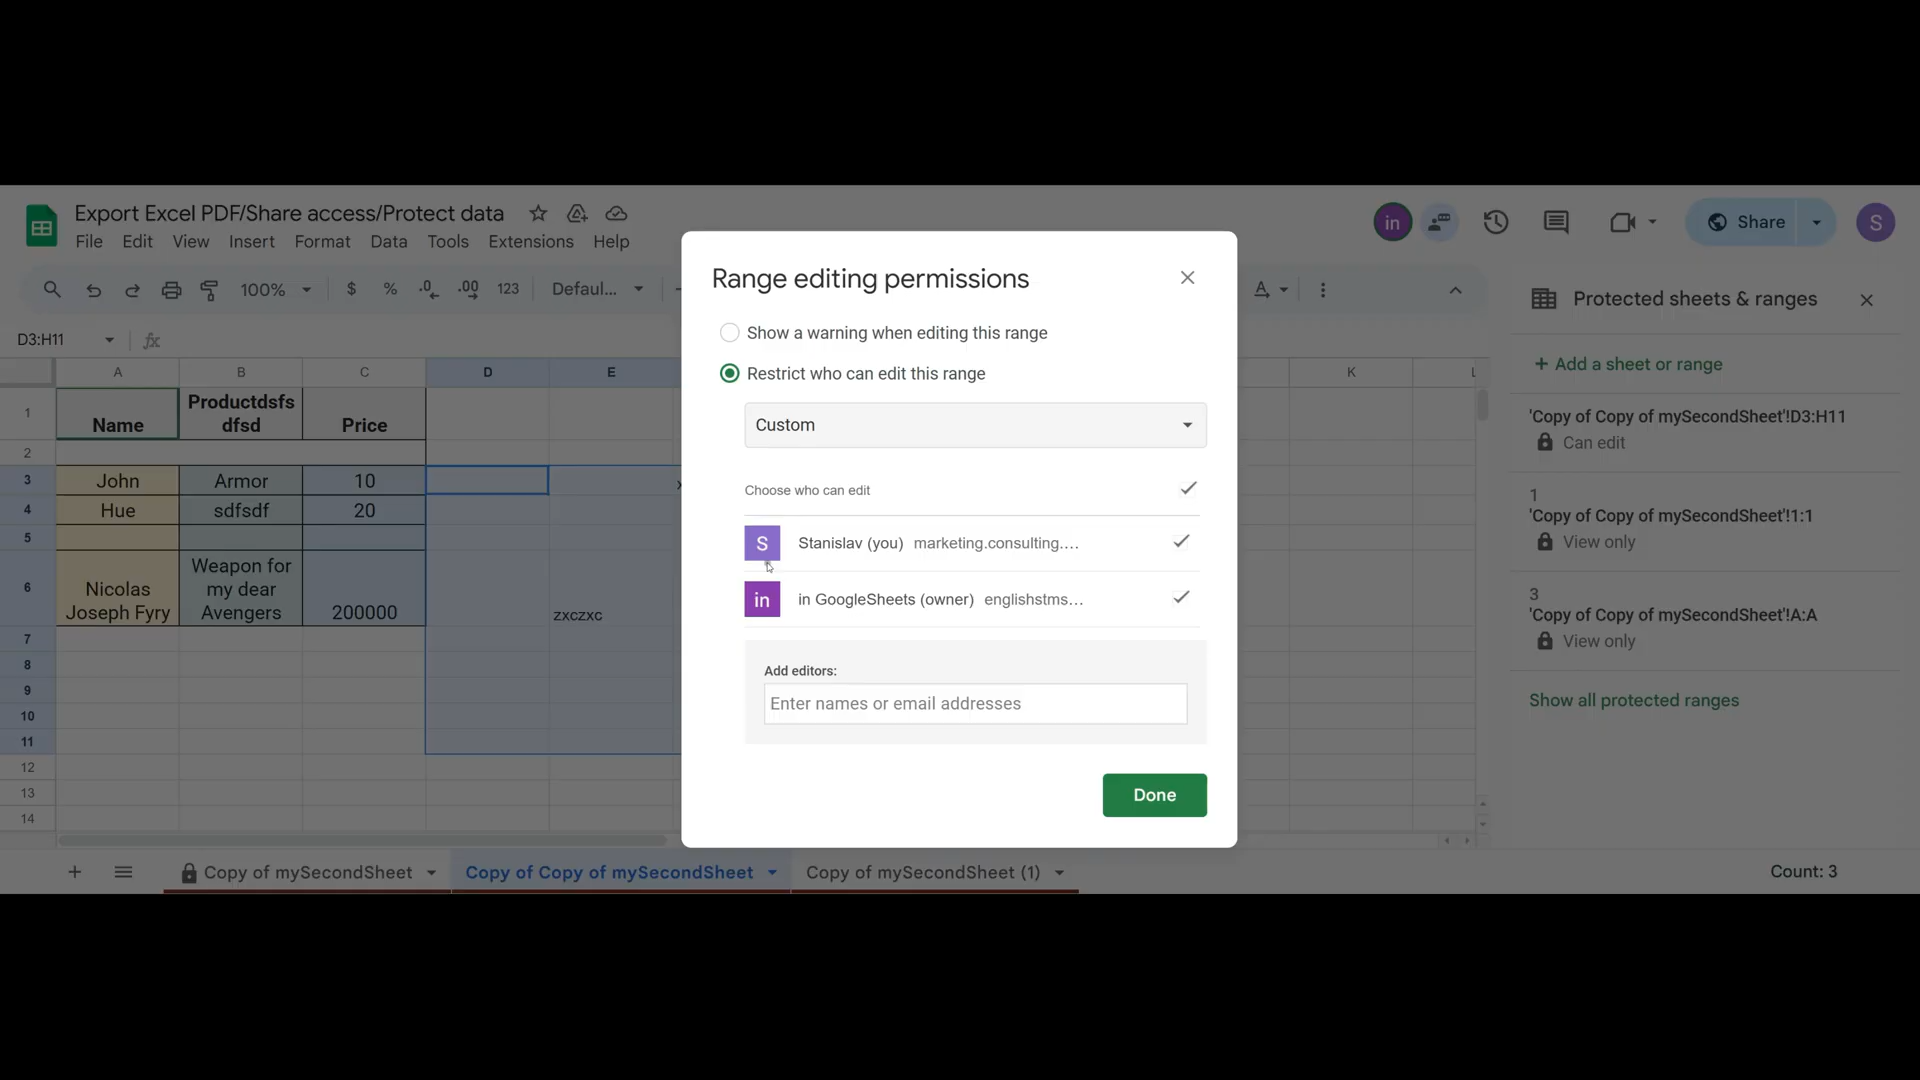 Export Excel PDF/Share access/Protect data
File Edit View Insert Format Data Tools Extensions Help
in
Share
S
100% $ % .0 .00 123 Defaul...
A
D3:H11
fx
A B C D E K L
1 Name Productdsfs dfsd Price
2
3 John Armor 10
4 Hue sdfsdf 20
5
6 Nicolas Joseph Fyry Weapon for my dear Avengers 200000 zxczxc
7
8
9
10
11
12
13
14
Range editing permissions
Show a warning when editing this range
Restrict who can edit this range
Custom
Choose who can edit
S Stanislav (you) marketing.consulting....
in in GoogleSheets (owner) englishstms...
Add editors:
Enter names or email addresses
Done
Protected sheets & ranges
+ Add a sheet or range
'Copy of Copy of mySecondSheet'!D3:H11
Can edit
1
'Copy of Copy of mySecondSheet'!1:1
View only
3
'Copy of Copy of mySecondSheet'!A:A
View only
Show all protected ranges
+ Copy of mySecondSheet Copy of Copy of mySecondSheet Copy of mySecondSheet (1) Count: 3